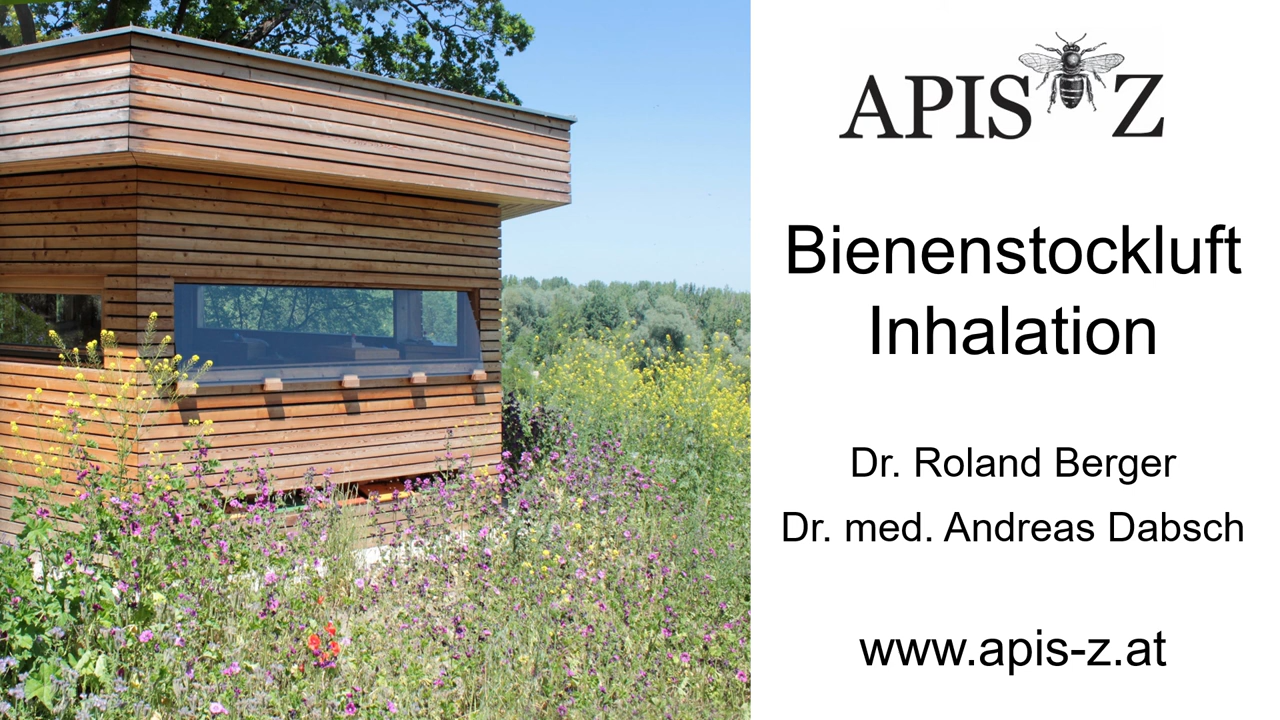 APIS Z
Bienenstockluft
Inhalation
Dr. Roland Berger
Dr. med. Andreas Dabsch
www.apis-z.at